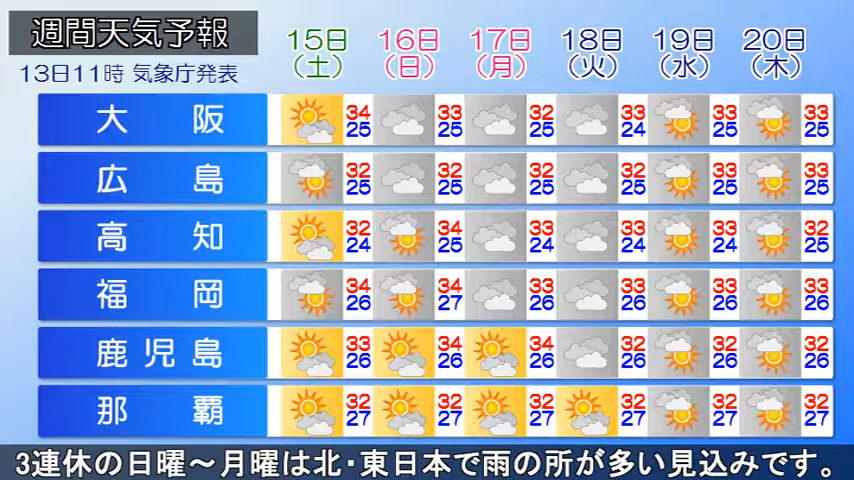 週間天気予報
13日11時 気象庁発表
15日 16日 17日 18日 19日 20日
(土) (日) (月) (火) (水) (木)
大阪 34 25 33 25 32 25 33 24 33 25 33 25
広島 32 25 32 25 32 25 32 25 33 25 33 25
高知 32 24 34 25 33 24 33 24 33 24 32 25
福岡 34 26 34 27 33 26 33 26 33 26 33 26
鹿児島 33 26 34 26 34 26 32 26 32 26 32 26
那覇 32 27 32 27 32 27 32 27 32 27 32 27
3連休の日曜～月曜は北・東日本で雨の所が多い見込みです。